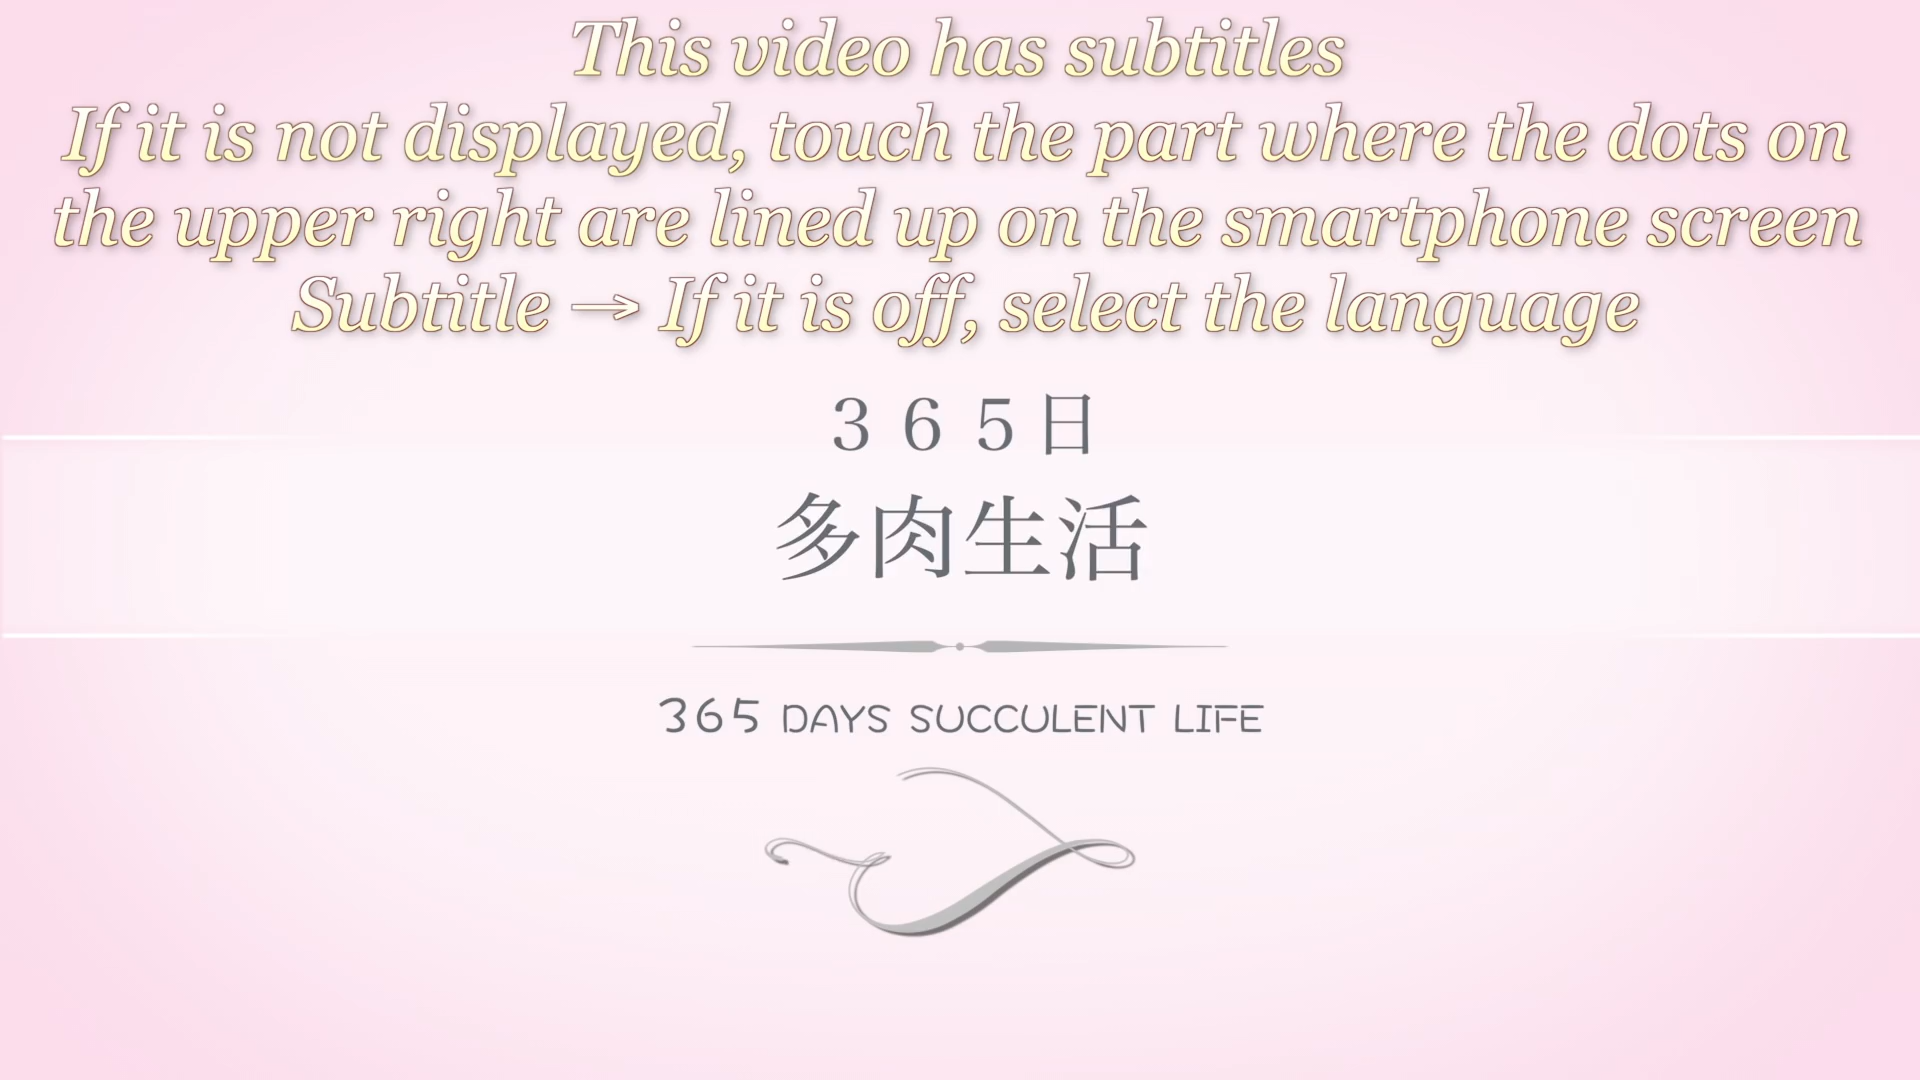 This video has subtitles
If it is not displayed, touch the part where the dots on
the upper right are lined up on the smartphone screen
Subtitle → If it is off, select the language
３６５日
多肉生活
365 DAYS SUCCULENT LIFE